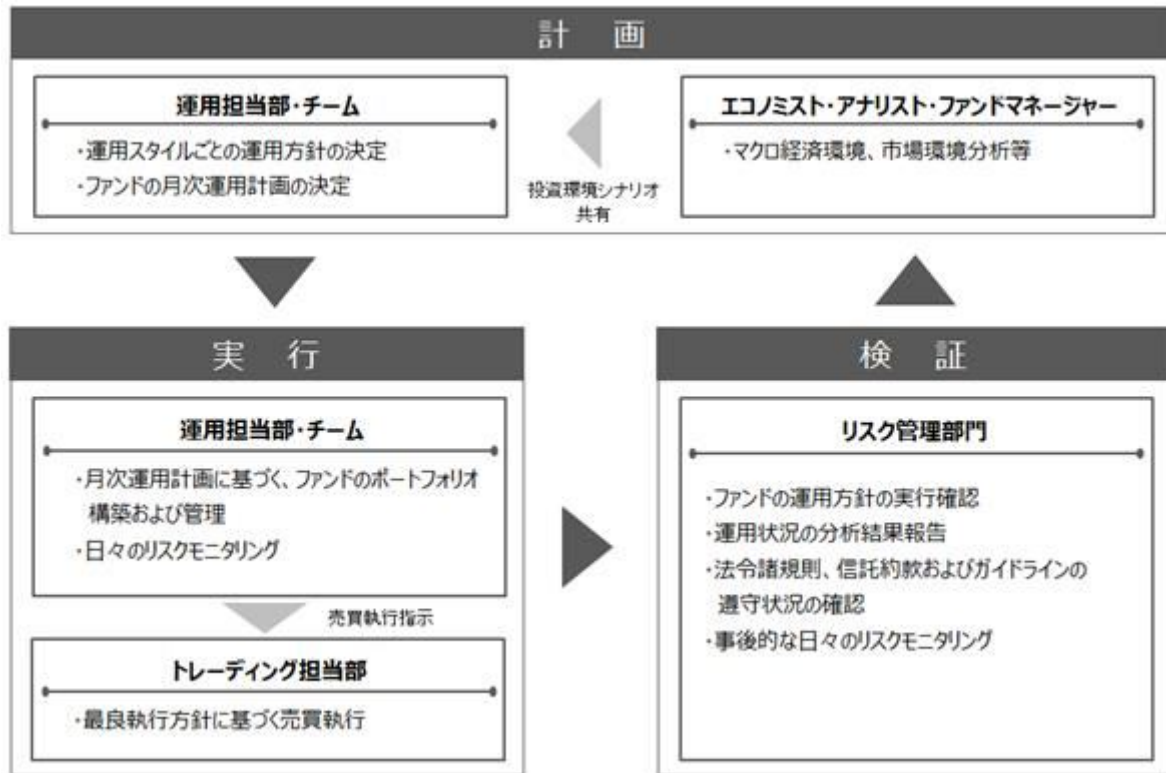 計 画
運用担当部・チーム
・運用スタイルごとの運用方針の決定
・ファンドの月次運用計画の決定
投資環境シナリオ
共有
エコノミスト・アナリスト・ファンドマネージャー
・マクロ経済環境、市場環境分析等
実 行
運用担当部・チーム
・月次運用計画に基づく、ファンドのポートフォリオ
構築および管理
・日々のリスクモニタリング
売買執行指示
トレーディング担当部
・最良執行方針に基づく売買執行
検 証
リスク管理部門
・ファンドの運用方針の実行確認
・運用状況の分析結果報告
・法令諸規則、信託約款およびガイドラインの
遵守状況の確認
・事後的な日々のリスクモニタリング